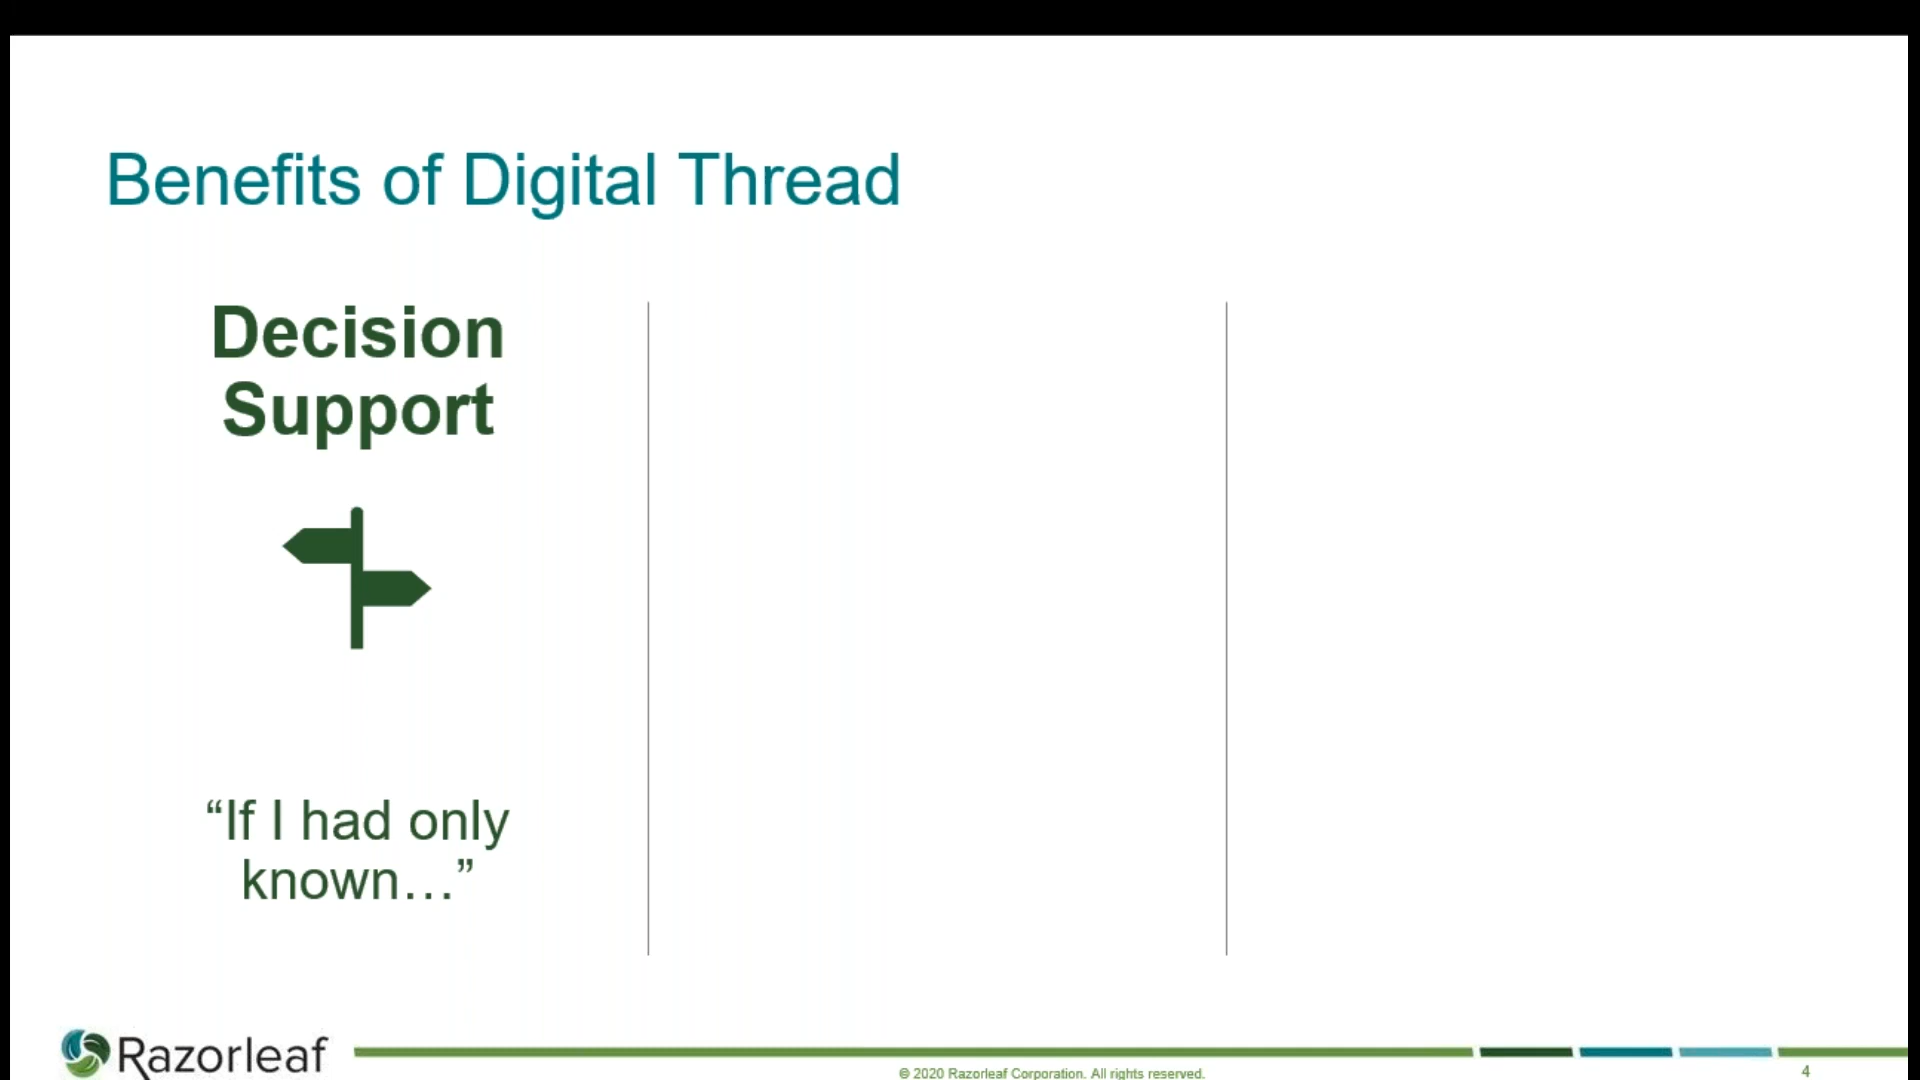 Benefits of Digital Thread
Decision
Support
“If I had only
known…”
Razorleaf
© 2020 Razorleaf Corporation. All rights reserved.
4